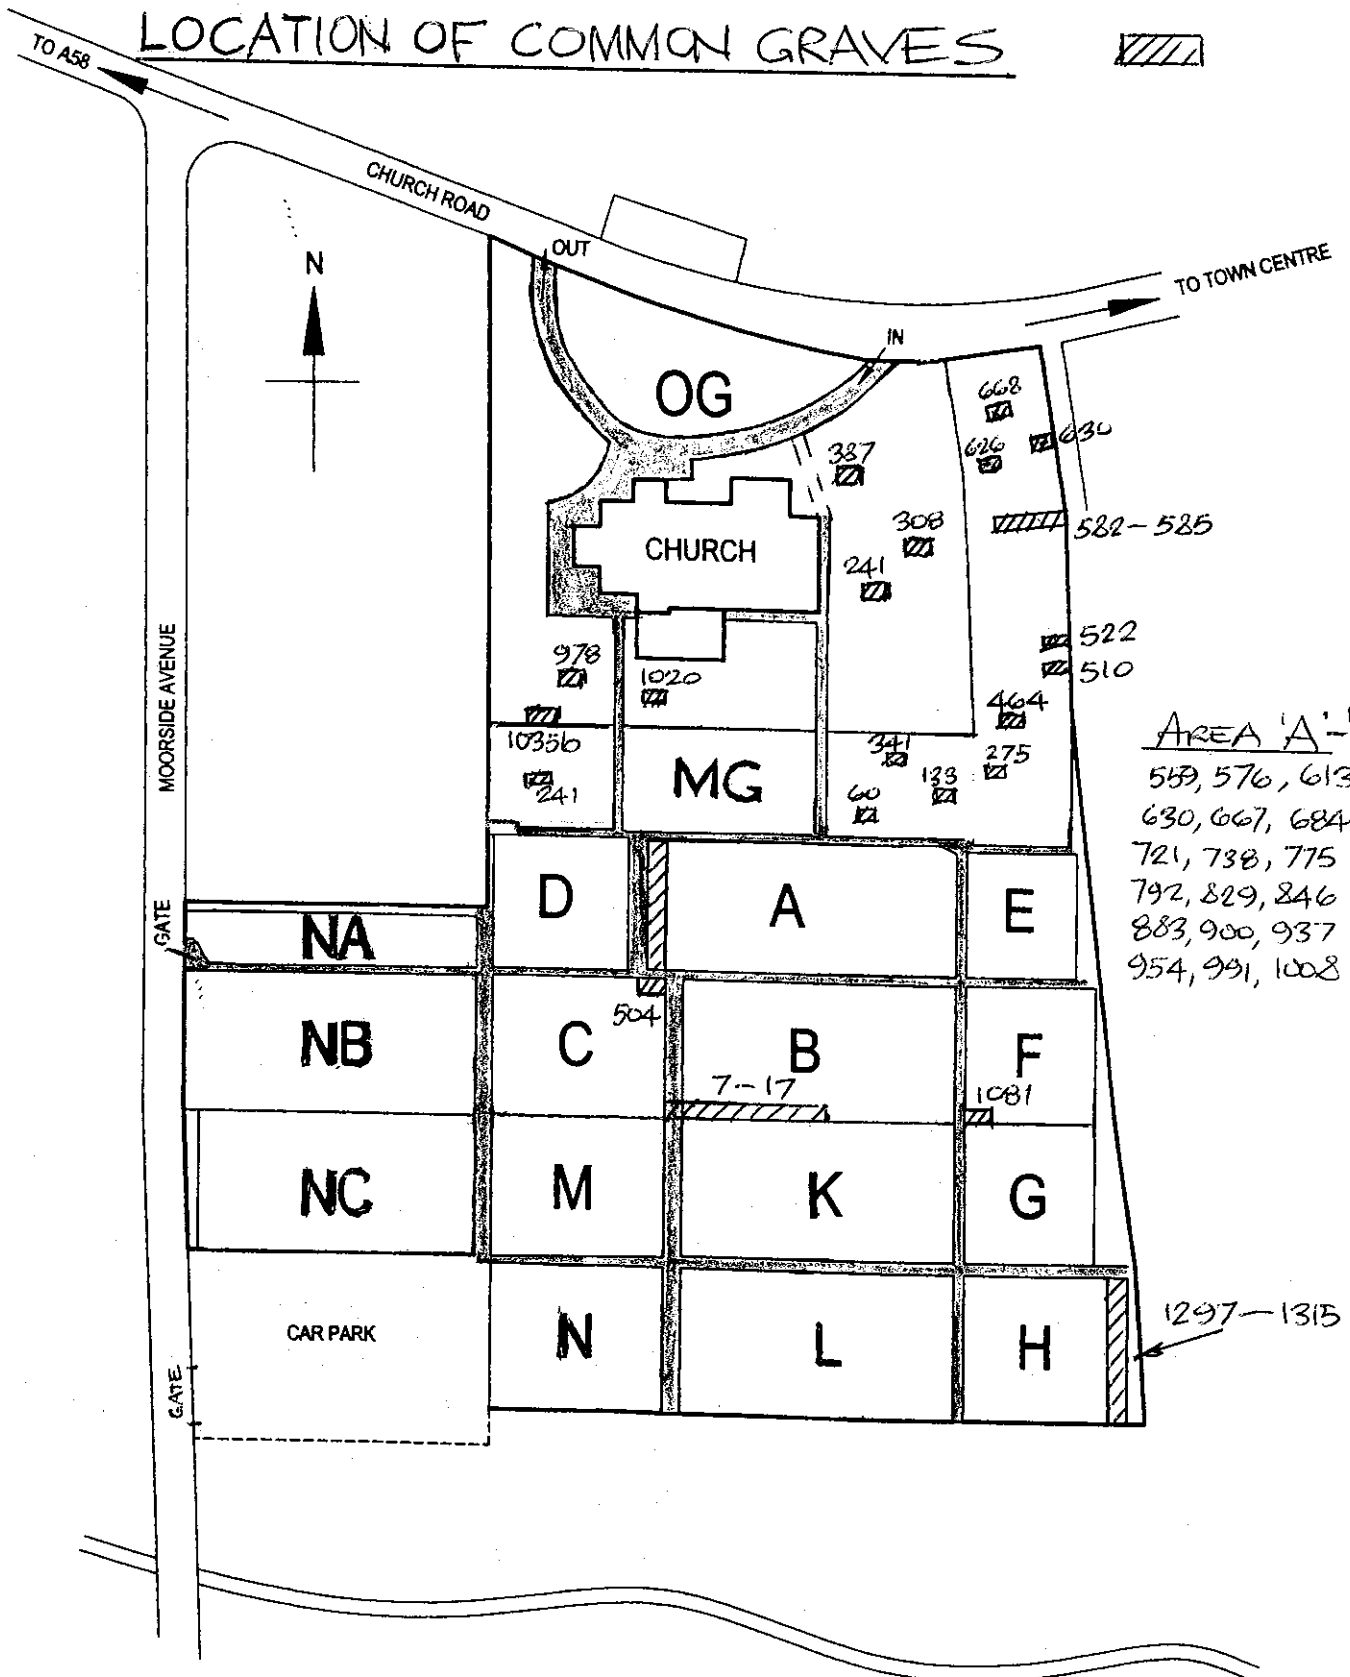 LOCATION OF COMMON GRAVES
TO A58
CHURCH ROAD
OUT
TO TOWN CENTRE
N
IN
OG
668
630
626
387
308
582-585
CHURCH
241
522
510
MOORSIDE AVENUE
978
1020
464
10356
341
275
AREA 'A'-
MG
133
241
60
559, 576, 613
630, 667, 684
721, 738, 775
792, 829, 846
883, 900, 937
954, 991, 1008
D
A
E
GATE
NA
504
NB
C
B
F
7-17
1081
NC
M
K
G
CAR PARK
N
L
H
1297-1315
GATE